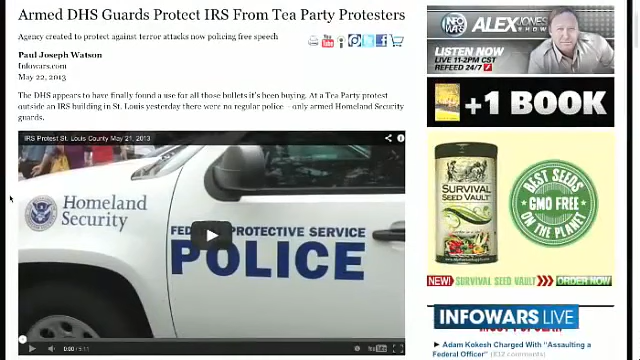 Armed DHS Guards Protect IRS From Tea Party Protesters
Agency created to protect against terror attacks now policing free speech
Paul Joseph Watson
Infowars.com
May 22, 2013
The DHS appears to have finally found a use for all those bullets it's been buying. At a Tea Party protest
outside an IRS building in St. Louis yesterday there were no regular police – only armed Homeland Security
guards.
IRS Protest St. Louis County May 21, 2013
Homeland
Security
FEDERAL PROTECTIVE SERVICE
POLICE
0:00 / 5:11
INFO
WARS
ALEX JONES
SHOW
LISTEN NOW
LIVE 11-2PM CST
REFEED 24/7
+1 BOOK
SURVIVAL
SEED VAULT
BEST SEEDS
GMO FREE
ON THE PLANET
NEW! SURVIVAL SEED VAULT ORDER NOW
INFOWARS LIVE
MOST POPULAR
Adam Kokesh Charged With "Assaulting a
Federal Officer" (812 comments)